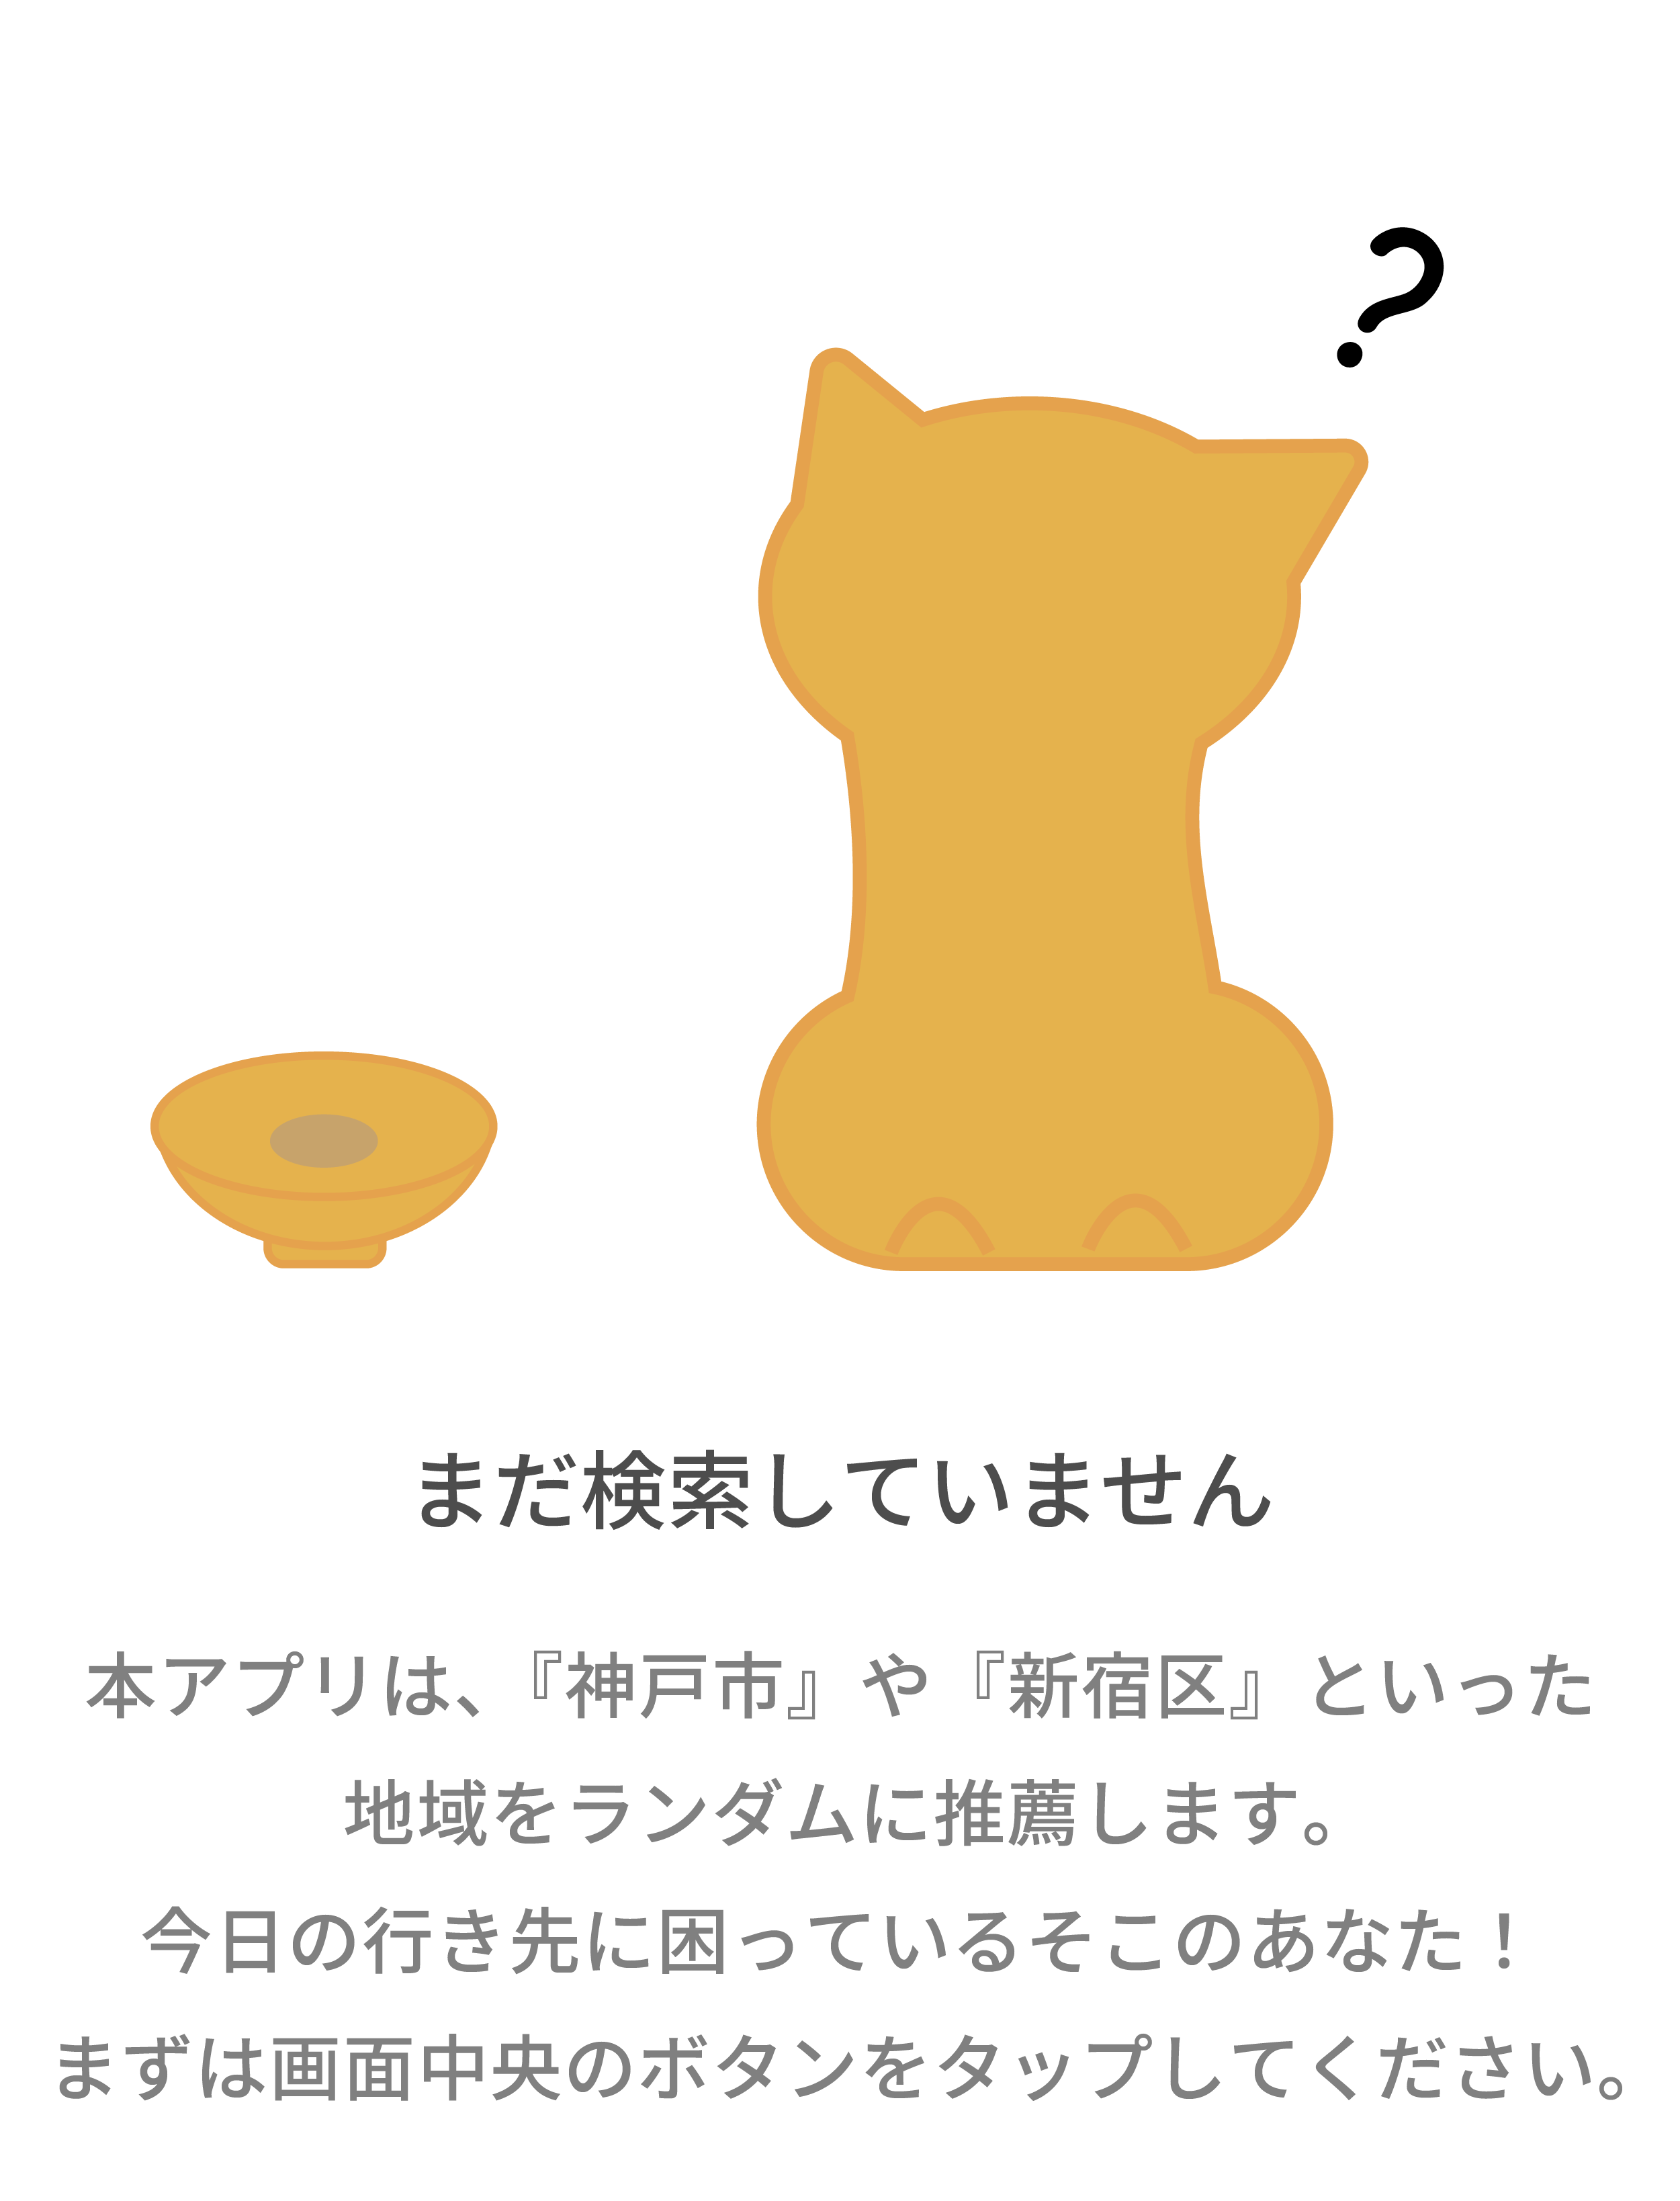 ?
まだ検索していません
本アプリは、『神戸市』や『新宿区』といった
地域をランダムに推薦します。
今日の行き先に困っているそこのあなた！
まずは画面中央のボタンをタップしてください。